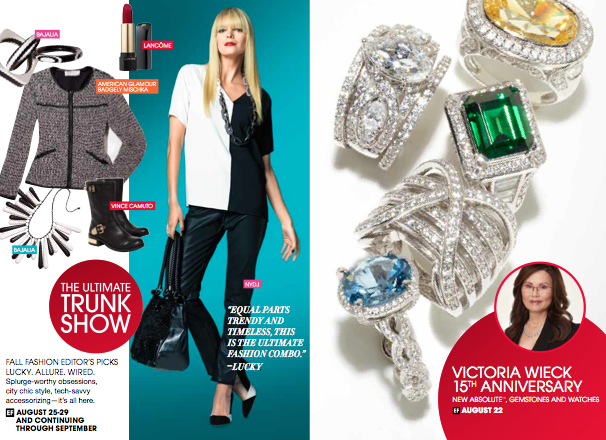 BAJALIA
LANCÔME
AMERICAN GLAMOUR
BADGELY MISCHKA
VINCE CAMUTO
BAJALIA
NYDJ
THE ULTIMATE
TRUNK
SHOW
"EQUAL PARTS
TRENDY AND
TIMELESS, THIS
IS THE ULTIMATE
FASHION COMBO."
–LUCKY
FALL FASHION EDITOR'S PICKS
LUCKY. ALLURE. WIRED.
Splurge-worthy obsessions,
city chic style, tech-savvy
accessorizing—it's all here.
EF AUGUST 25-29
AND CONTINUING
THROUGH SEPTEMBER
VICTORIA WIECK
15TH ANNIVERSARY
NEW ABSOLUTE™, GEMSTONES AND WATCHES
EF AUGUST 22